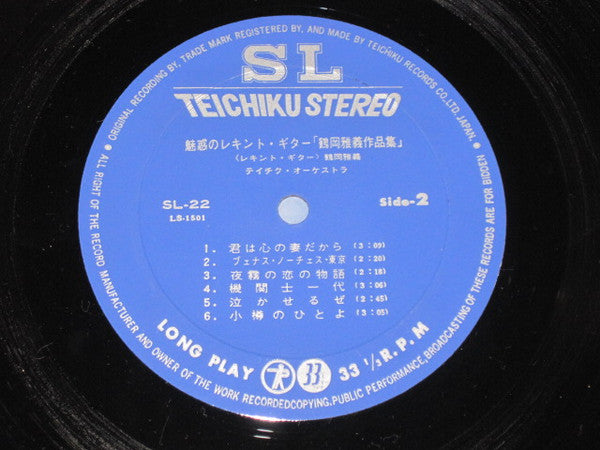 ● ORIGINAL RECORDING BY, TRADE MARK REGISTERED BY, AND MADE BY TEICHIKU RECORDS CO., LTD. JAPAN. ●
SL
TEICHIKU STEREO
魅惑のレキント・ギター「鶴岡雅義作品集」
〈レキント・ギター〉鶴岡雅義
テイチク・オーケストラ
SL-22
LS-1501
Side-2
1. 君は心の妻だから (3:09)
2. ブェナス・ノーチェス・東京 (2:20)
3. 夜霧の恋の物語 (2:18)
4. 機関士一代 (3:06)
5. 泣かせるぜ (2:45)
6. 小樽のひとよ (3:05)
LONG PLAY 33 33 1/3 R.P.M
ALL RIGHT OF THE RECORD MANUFACTURER AND OWNER OF THE WORK RECORDED COPYING, PUBLIC PERFORMANCE, BROADCASTING OF THESE RECORDS ARE FOR BIDDEN